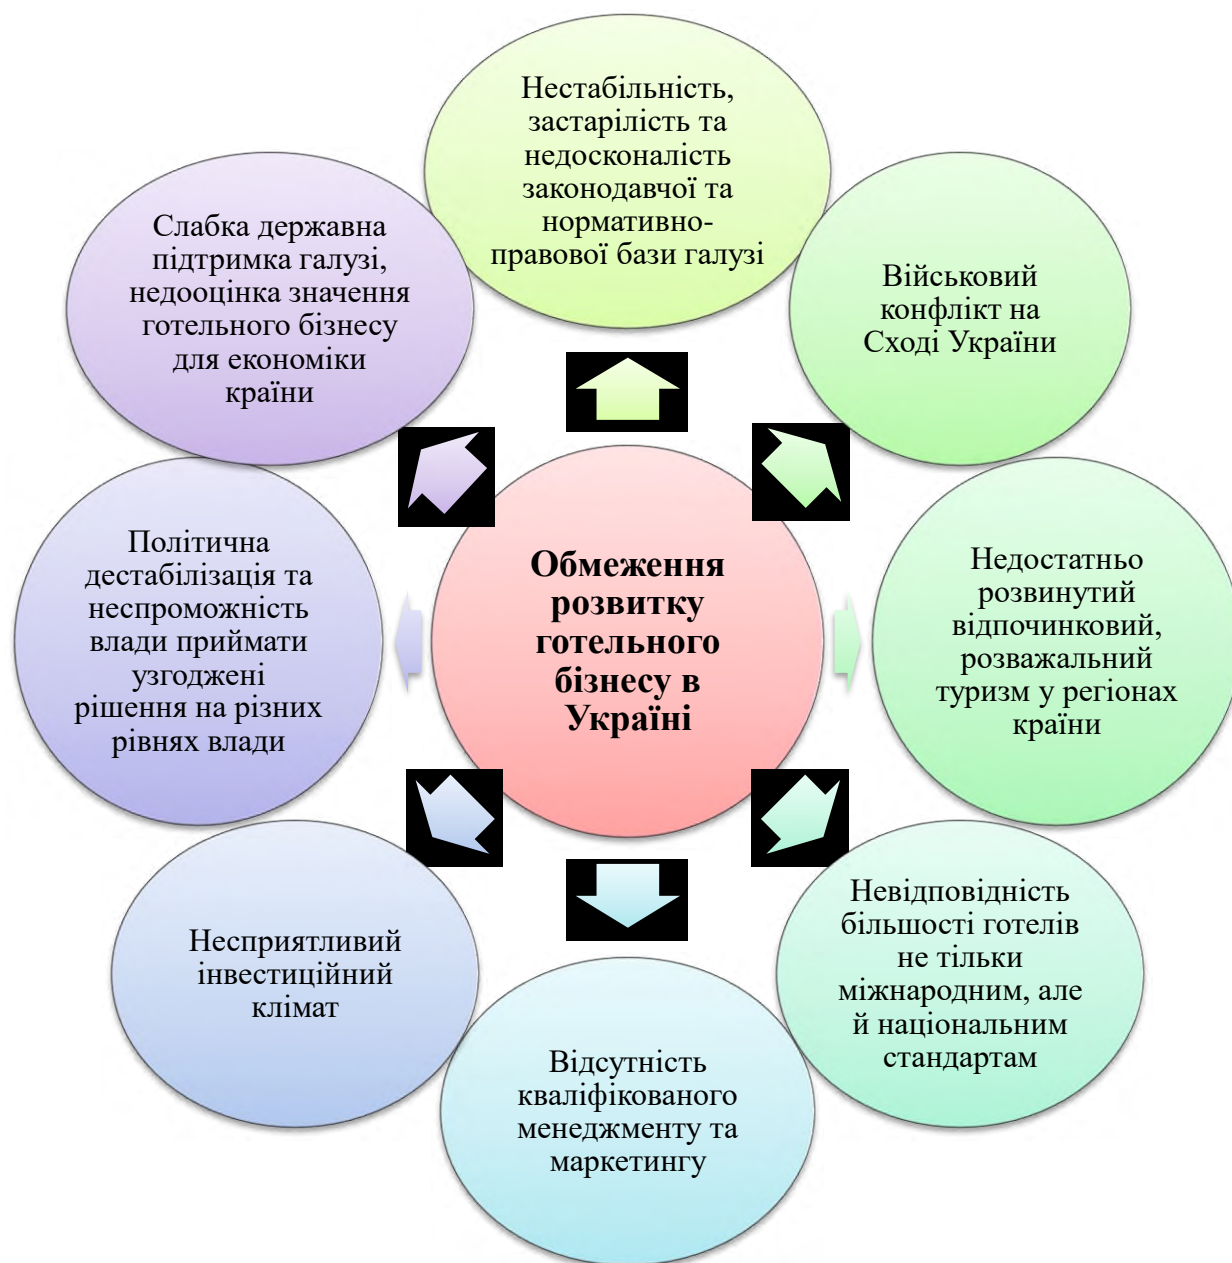 Нестабільність,
застарілість та
недосконалість
законодавчої та
нормативно-
правової бази галузі
Військовий
конфлікт на
Сході України
Недостатньо
розвинутий
відпочинковий,
розважальний
туризм у регіонах
країни
Невідповідність
більшості готелів
не тільки
міжнародним, але
й національним
стандартам
Відсутність
кваліфікованого
менеджменту та
маркетингу
Несприятливий
інвестиційний
клімат
Політична
дестабілізація та
неспроможність
влади приймати
узгоджені
рішення на різних
рівнях влади
Слабка державна
підтримка галузі,
недооцінка значення
готельного бізнесу
для економіки
країни
Обмеження
розвитку
готельного
бізнесу в
Україні